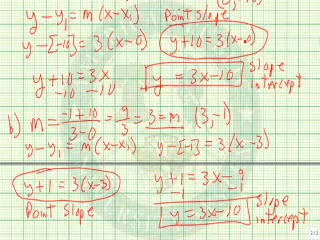 y-y₁=m(x-x₁) Point Slope
y-[-10]=3(x-0) y+10=3(x-0)
y+10=3x Slope
-10 -10 y=3x-10 intercept
b) m=(-1+10)/(3-0)=9/3=3=m (3,-1)
y-y₁=m(x-x₁) y-[-1]=3(x-3)
y+1=3(x-3) y+1=3x-9
Point Slope -1 -1
y=3x-10 Slope intercept
2/2